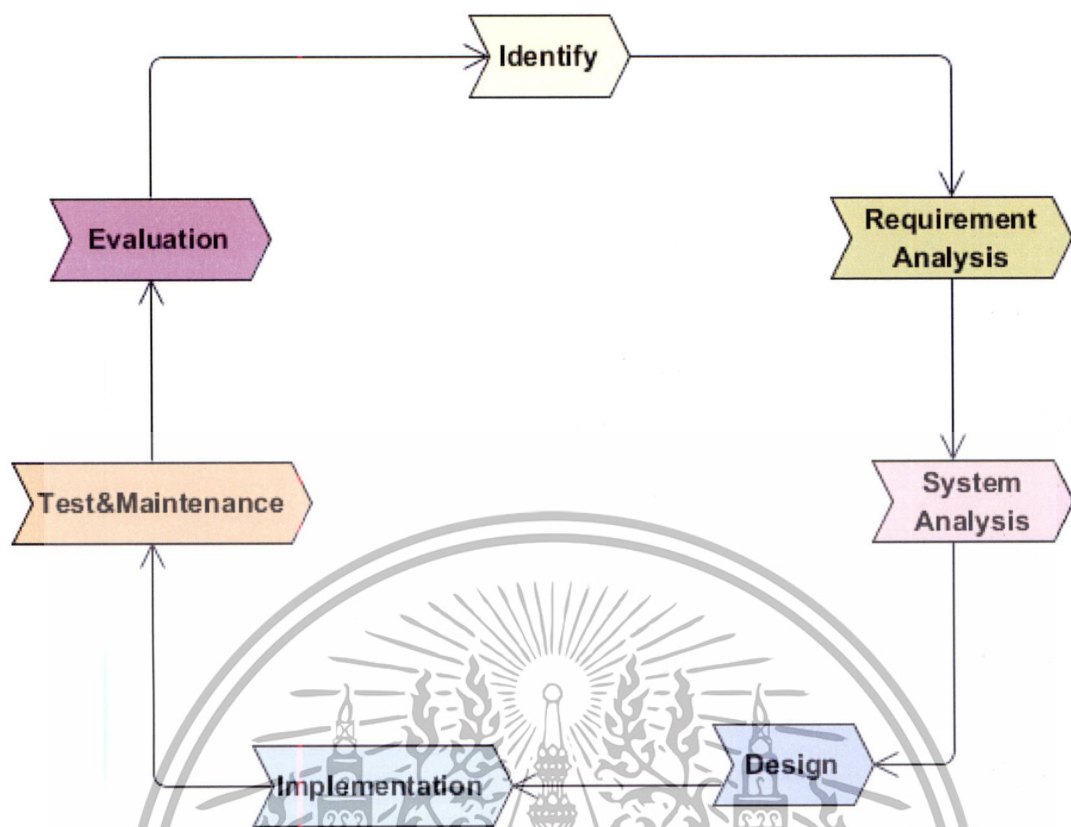 Identify
Requirement
Analysis
System
Analysis
Design
Implementation
Test&Maintenance
Evaluation